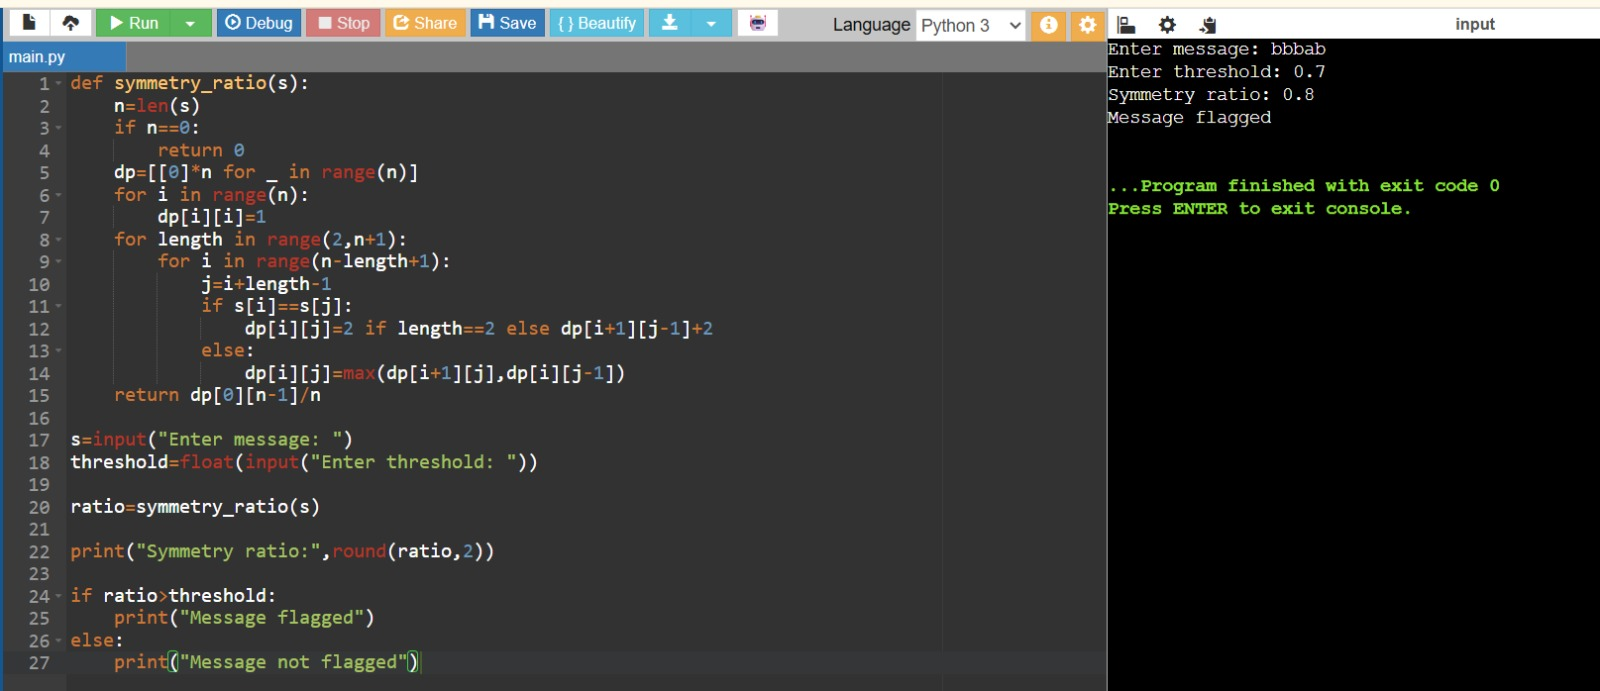 Run Debug Stop Share Save { } Beautify Language Python 3 input
main.py
1 def symmetry_ratio(s):
2     n=len(s)
3     if n==0:
4         return 0
5     dp=[[0]*n for _ in range(n)]
6     for i in range(n):
7         dp[i][i]=1
8     for length in range(2,n+1):
9         for i in range(n-length+1):
10             j=i+length-1
11             if s[i]==s[j]:
12                 dp[i][j]=2 if length==2 else dp[i+1][j-1]+2
13             else:
14                 dp[i][j]=max(dp[i+1][j],dp[i][j-1])
15     return dp[0][n-1]/n
16
17 s=input("Enter message: ")
18 threshold=float(input("Enter threshold: "))
19
20 ratio=symmetry_ratio(s)
21
22 print("Symmetry ratio:",round(ratio,2))
23
24 if ratio>threshold:
25     print("Message flagged")
26 else:
27     print("Message not flagged")
Enter message: bbbab
Enter threshold: 0.7
Symmetry ratio: 0.8
Message flagged
...Program finished with exit code 0
Press ENTER to exit console.